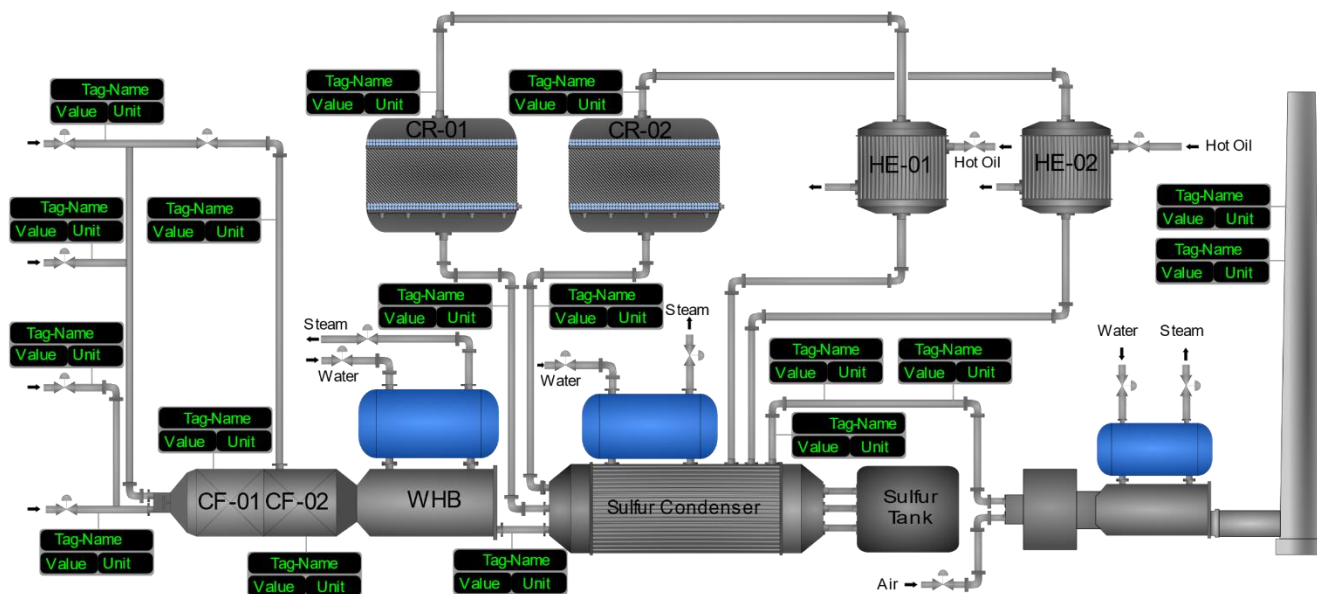 Tag-Name
Value Unit
Tag-Name
Value Unit
Tag-Name
Value Unit
CR-01
CR-02
HE-01
Hot Oil
HE-02
Hot Oil
Tag-Name
Value Unit
Tag-Name
Value Unit
Tag-Name
Value Unit
Tag-Name
Value Unit
Tag-Name
Value Unit
Tag-Name
Value Unit
Tag-Name
Value Unit
Steam
Water
Steam
Water
Tag-Name
Value Unit
Tag-Name
Value Unit
Tag-Name
Value Unit
Water
Steam
Tag-Name
Value Unit
Tag-Name
Value Unit
CF-01
CF-02
WHB
Sulfur Condenser
Sulfur
Tank
Tag-Name
Value Unit
Tag-Name
Value Unit
Tag-Name
Value Unit
Air